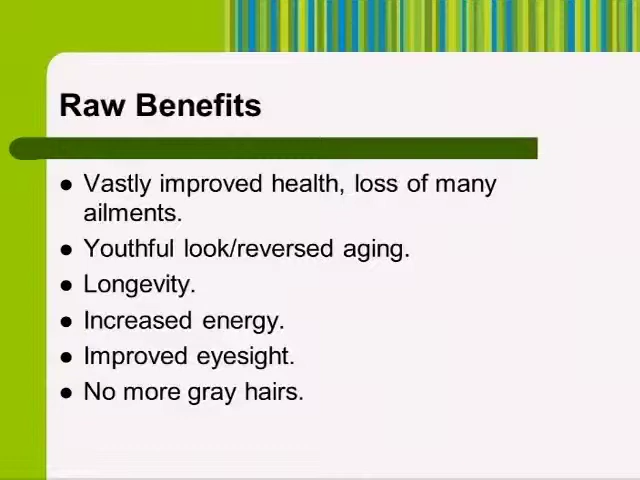 Raw Benefits
● Vastly improved health, loss of many
ailments.
● Youthful look/reversed aging.
● Longevity.
● Increased energy.
● Improved eyesight.
● No more gray hairs.